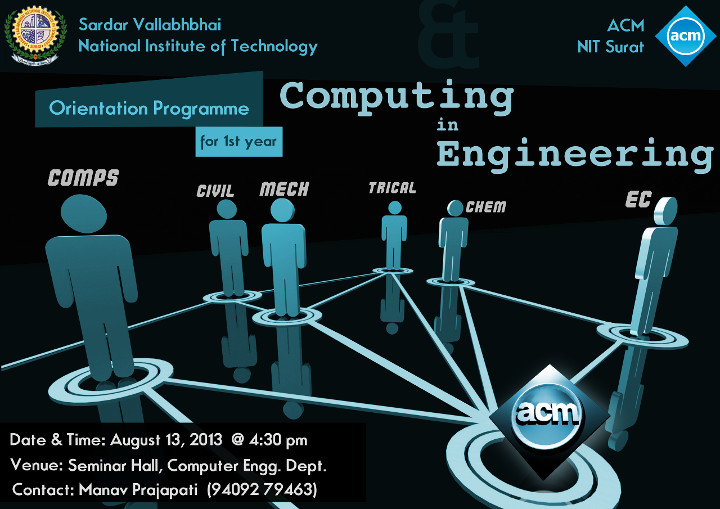 Sardar Vallabhbhai
National Institute of Technology
ACM
NIT Surat
acm
&
Orientation Programme
for 1st year
Computing
in
Engineering
COMPS
CIVIL
MECH
TRICAL
CHEM
EC
acm
Date & Time: August 13, 2013 @ 4:30 pm
Venue: Seminar Hall, Computer Engg. Dept.
Contact: Manav Prajapati (94092 79463)